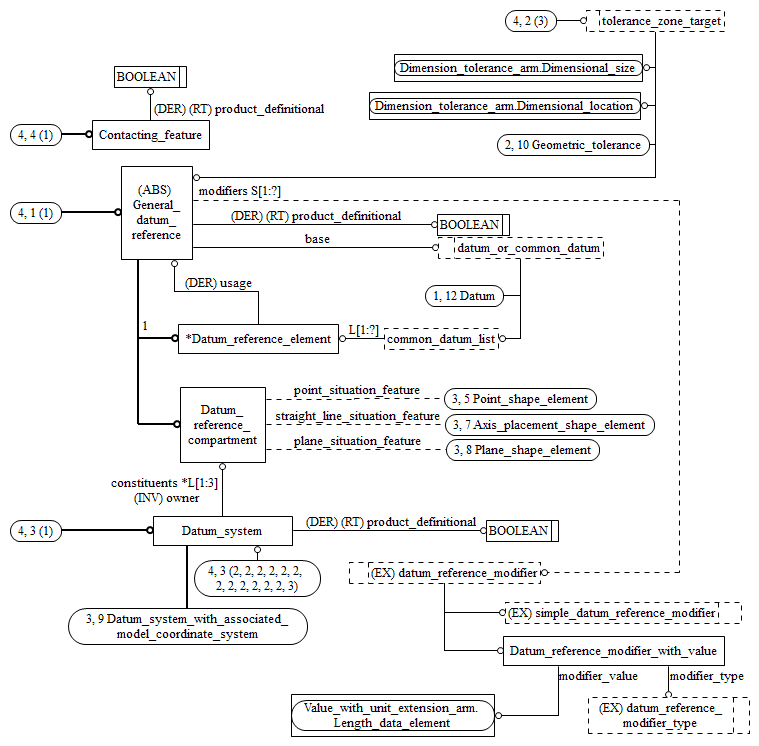 4, 2 (3)
tolerance_zone_target
Dimension_tolerance_arm.Dimensional_size
BOOLEAN
Dimension_tolerance_arm.Dimensional_location
(DER) (RT) product_definitional
4, 4 (1)
Contacting_feature
2, 10 Geometric_tolerance
(ABS)
General_
datum_
reference
modifiers S[1:?]
4, 1 (1)
(DER) (RT) product_definitional
BOOLEAN
base
datum_or_common_datum
(DER) usage
1, 12 Datum
1
*Datum_reference_element
L[1:?]
common_datum_list
Datum_
reference_
compartment
point_situation_feature
3, 5 Point_shape_element
straight_line_situation_feature
3, 7 Axis_placement_shape_element
plane_situation_feature
3, 8 Plane_shape_element
constituents *L[1:3]
(INV) owner
4, 3 (1)
Datum_system
(DER) (RT) product_definitional
BOOLEAN
4, 3 (2, 2, 2, 2, 2, 2, 2,
2, 2, 2, 2, 2, 2, 3)
(EX) datum_reference_modifier
3, 9 Datum_system_with_associated_
model_coordinate_system
(EX) simple_datum_reference_modifier
Datum_reference_modifier_with_value
modifier_value
modifier_type
Value_with_unit_extension_arm.
Length_data_element
(EX) datum_reference_
modifier_type